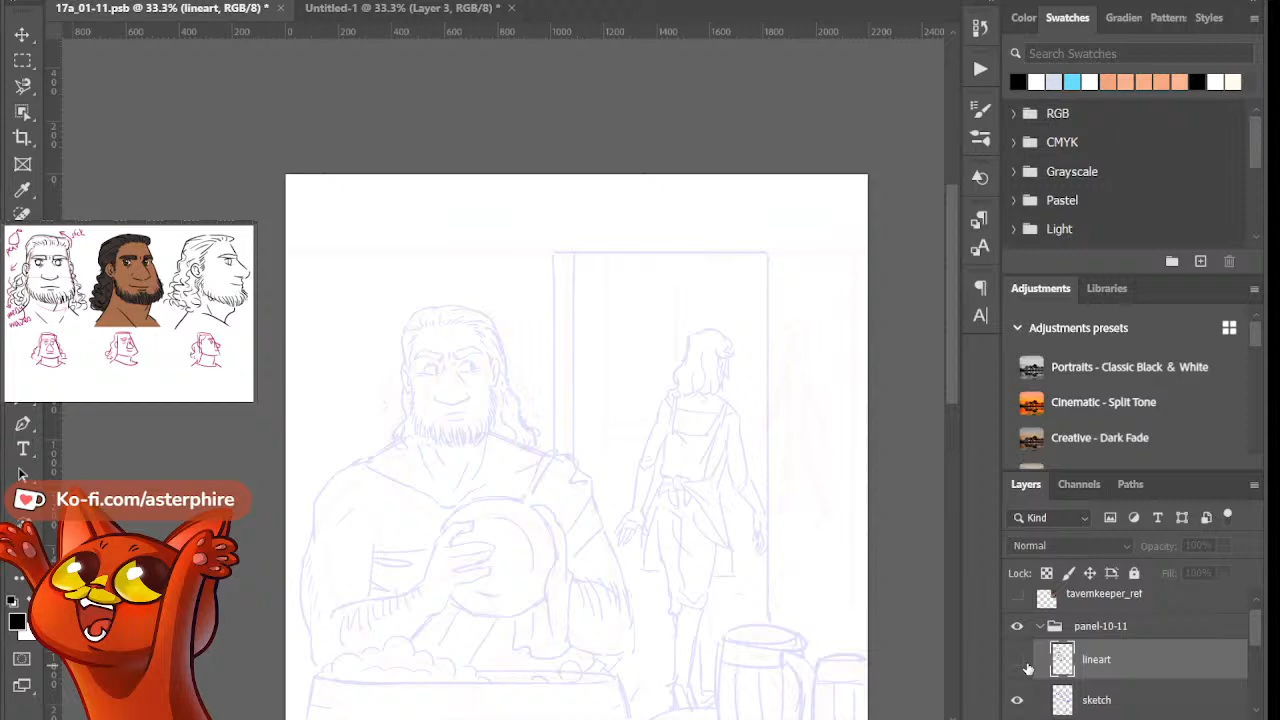 17a_01-11.psb @ 33.3% (lineart, RGB/8) *
Untitled-1 @ 33.3% (Layer 3, RGB/8) *
800 600 400 200 0 200 400 600 800 1000 1200 1400 1600 1800 2000 2200 2400
Color Swatches Gradien Pattern: Styles
Search Swatches
RGB
CMYK
Grayscale
Pastel
Light
Adjustments Libraries
Adjustments presets
Portraits - Classic Black & White
Cinematic - Split Tone
Creative - Dark Fade
Ko-fi.com/asterphire
Layers Channels Paths
Kind
Normal Opacity: 100%
Lock: Fill: 100%
tavernkeeper_ref
panel-10-11
lineart
sketch